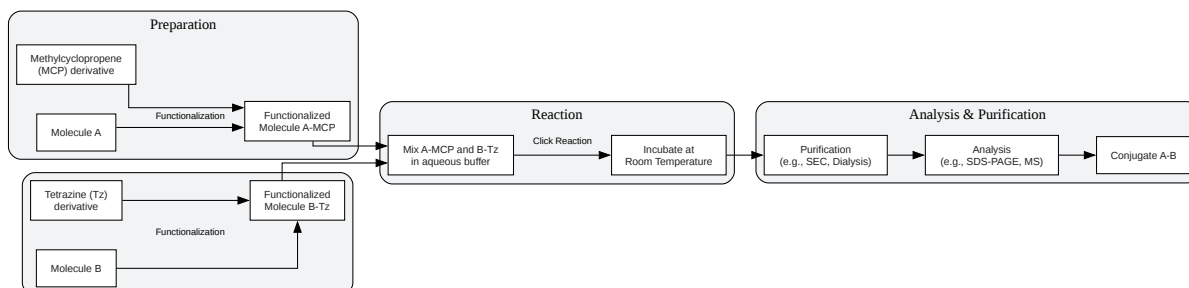 Preparation
Methylcyclopropene
(MCP) derivative
Functionalization
Molecule A
Functionalized
Molecule A-MCP
Tetrazine (Tz)
derivative
Functionalization
Molecule B
Functionalized
Molecule B-Tz
Reaction
Mix A-MCP and B-Tz
in aqueous buffer
Click Reaction
Incubate at
Room Temperature
Analysis & Purification
Purification
(e.g., SEC, Dialysis)
Analysis
(e.g., SDS-PAGE, MS)
Conjugate A-B